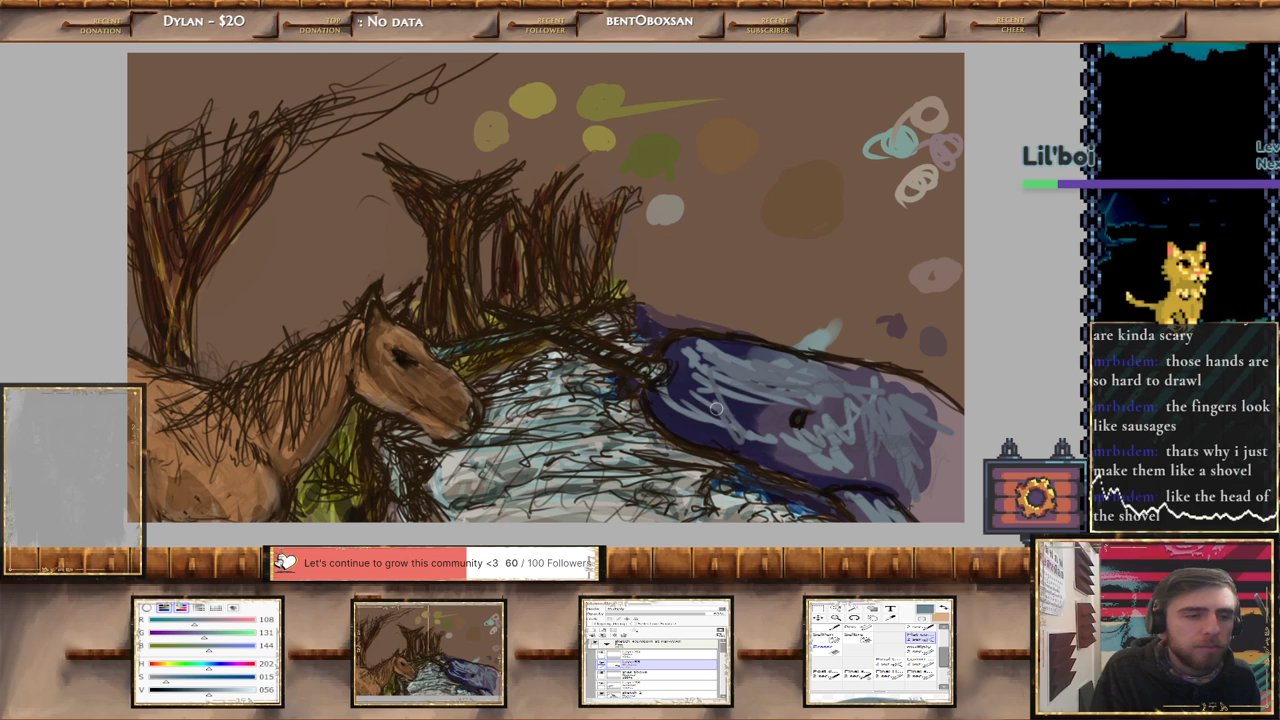 RECENT DONATION
Dylan - $20
TOP DONATION
: No data
RECENT FOLLOWER
bentOboxsan
RECENT SUBSCRIBER
RECENT CHEER
Lil'boi
Lev
Nex
are kinda scary
mrbidem: those hands are
so hard to drawl
mrbidem: the fingers look
like sausages
mrbidem: thats why i just
make them like a shovel
mrbidem: like the head of
the shovel
Let's continue to grow this community <3 60 / 100 Followers
R 108
G 131
B 144
H 202
S 015
V 056